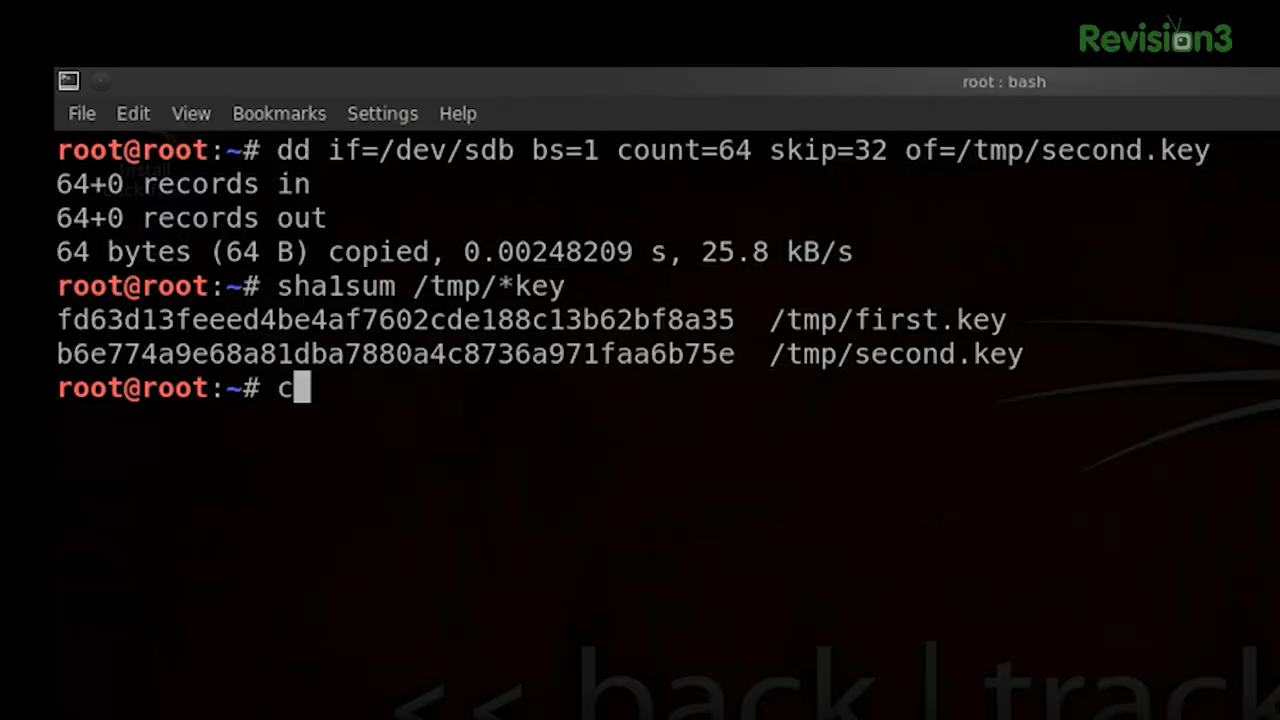 Revision3
root : bash
File Edit View Bookmarks Settings Help
root@root:~# dd if=/dev/sdb bs=1 count=64 skip=32 of=/tmp/second.key
64+0 records in
64+0 records out
64 bytes (64 B) copied, 0.00248209 s, 25.8 kB/s
root@root:~# sha1sum /tmp/*key
fd63d13feeed4be4af7602cde188c13b62bf8a35  /tmp/first.key
b6e774a9e68a81dba7880a4c8736a971faa6b75e  /tmp/second.key
root@root:~# c
<< back | track